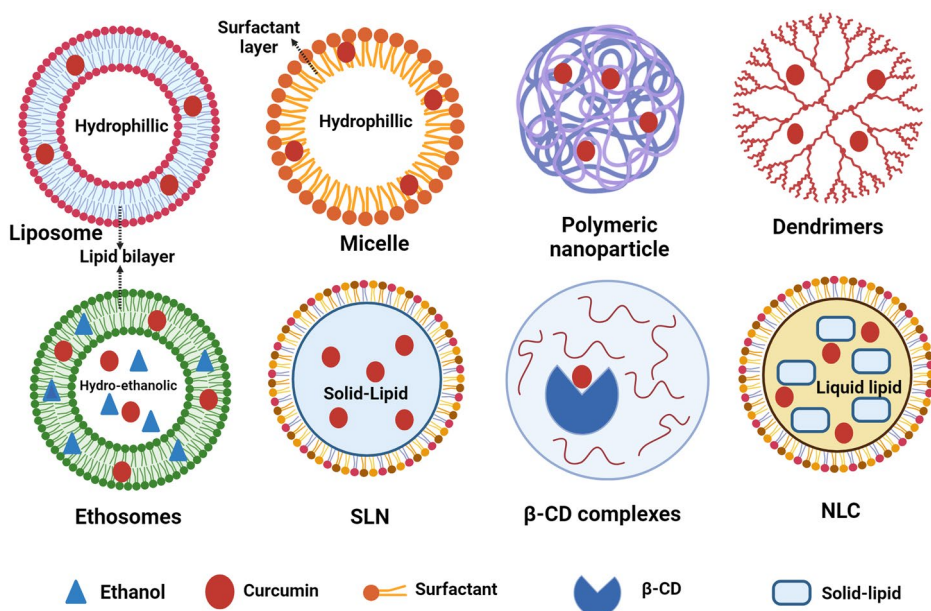 Surfactant
layer
Hydrophillic
Hydrophillic
Liposome
Micelle
Polymeric
nanoparticle
Dendrimers
Lipid bilayer
Hydro-ethanolic
Solid-Lipid
Liquid lipid
Ethosomes
SLN
β-CD complexes
NLC
Ethanol
Curcumin
Surfactant
β-CD
Solid-lipid